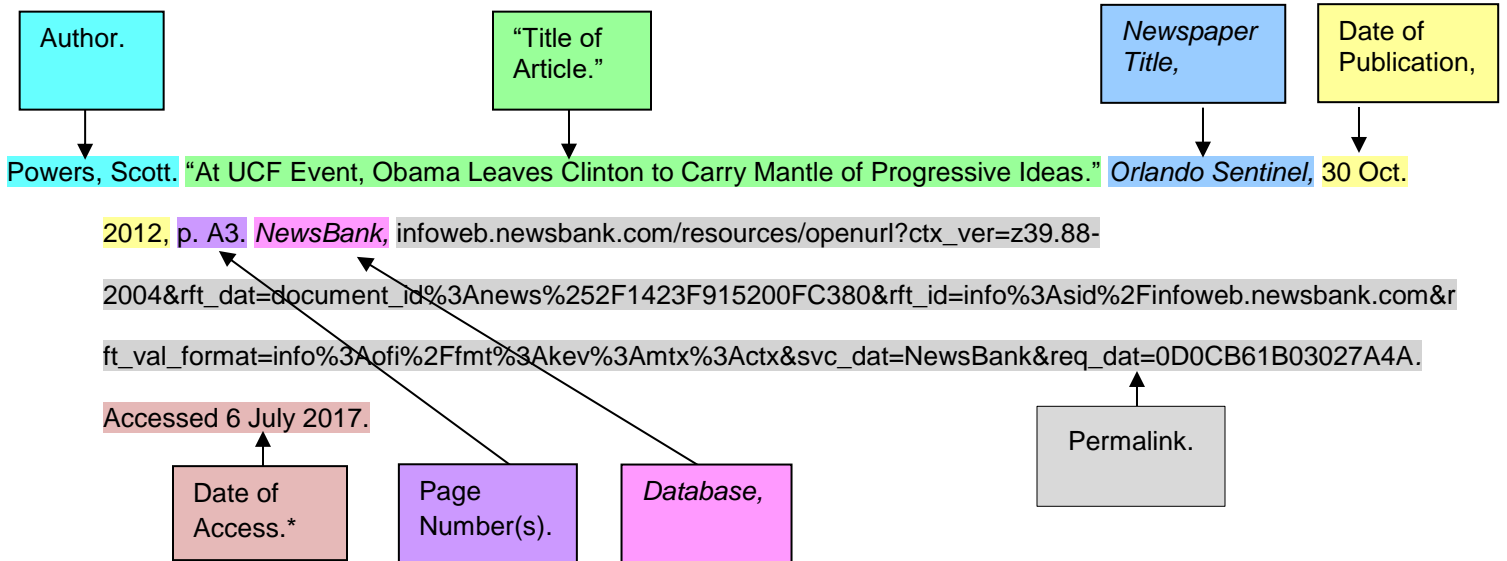 Author.
“Title of
Article.”
Newspaper
Title,
Date of
Publication,
Powers, Scott. “At UCF Event, Obama Leaves Clinton to Carry Mantle of Progressive Ideas.” Orlando Sentinel, 30 Oct.
2012, p. A3. NewsBank, infoweb.newsbank.com/resources/openurl?ctx_ver=z39.88-
2004&rft_dat=document_id%3Anews%252F1423F915200FC380&rft_id=info%3Asid%2Finfoweb.newsbank.com&r
ft_val_format=info%3Aofi%2Ffmt%3Akev%3Amtx%3Actx&svc_dat=NewsBank&req_dat=0D0CB61B03027A4A.
Accessed 6 July 2017.
Date of
Access.*
Page
Number(s).
Database,
Permalink.